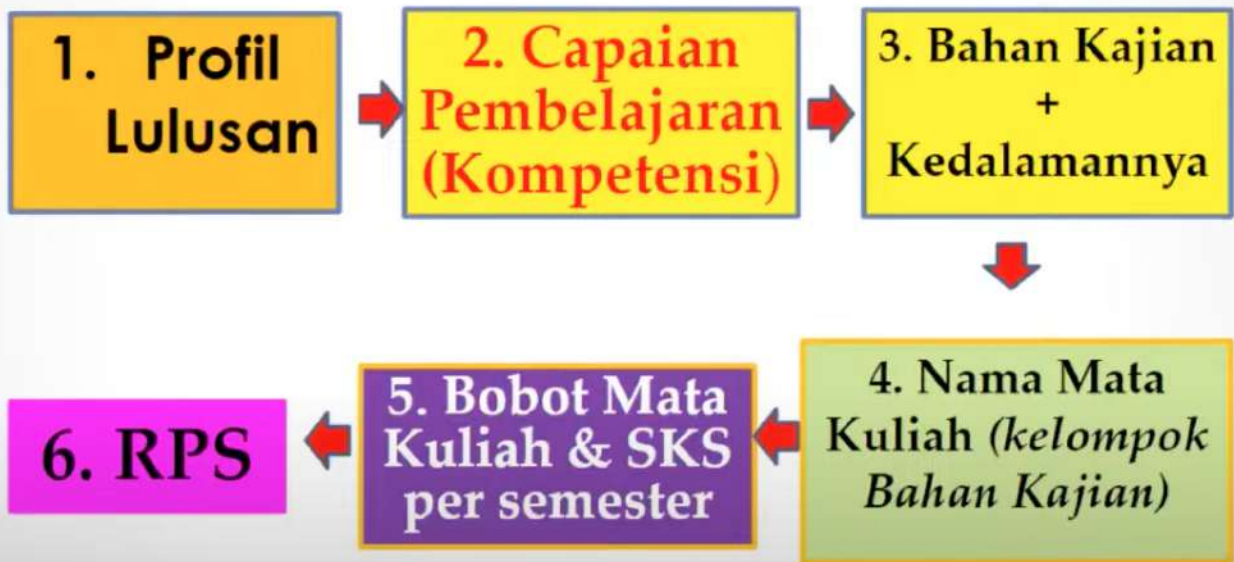 1. Profil
Lulusan
2. Capaian
Pembelajaran
(Kompetensi)
3. Bahan Kajian
+
Kedalamannya
4. Nama Mata
Kuliah (kelompok
Bahan Kajian)
5. Bobot Mata
Kuliah & SKS
per semester
6. RPS